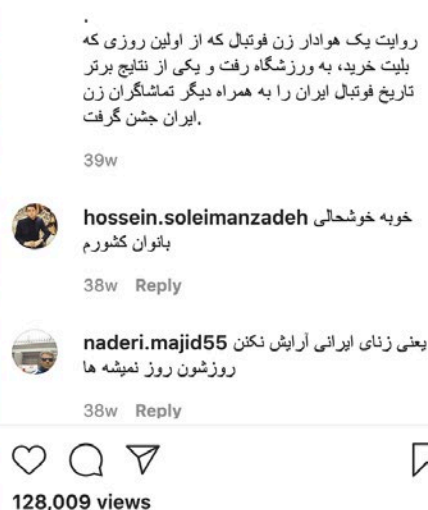 .
روایت یک هوادار زن فوتبال که از اولین روزی که
بلیت خرید، به ورزشگاه رفت و یکی از نتایج برتر
تاریخ فوتبال ایران را به همراه دیگر تماشاگران زن
ایران جشن گرفت.
39w
hossein.soleimanzadeh خوبه خوشحالی
بانوان کشورم
38w Reply
naderi.majid55 یعنی زنای ایرانی آرایش نکنن
روزشون روز نمیشه ها
38w Reply
128,009 views